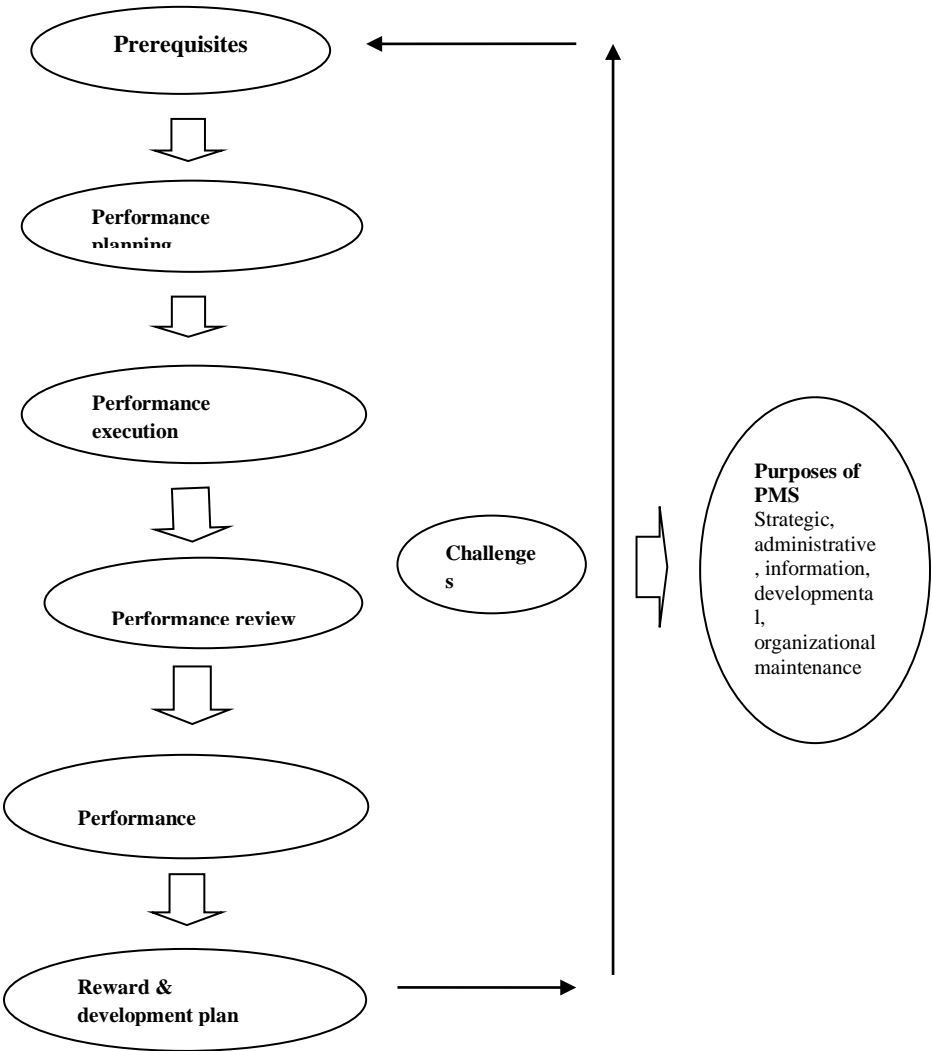 Prerequisites
Performance
planning
Performance
execution
Performance review
Performance
Reward &
development plan
Challenge
s
Purposes of
PMS
Strategic,
administrative
, information,
developmenta
l,
organizational
maintenance